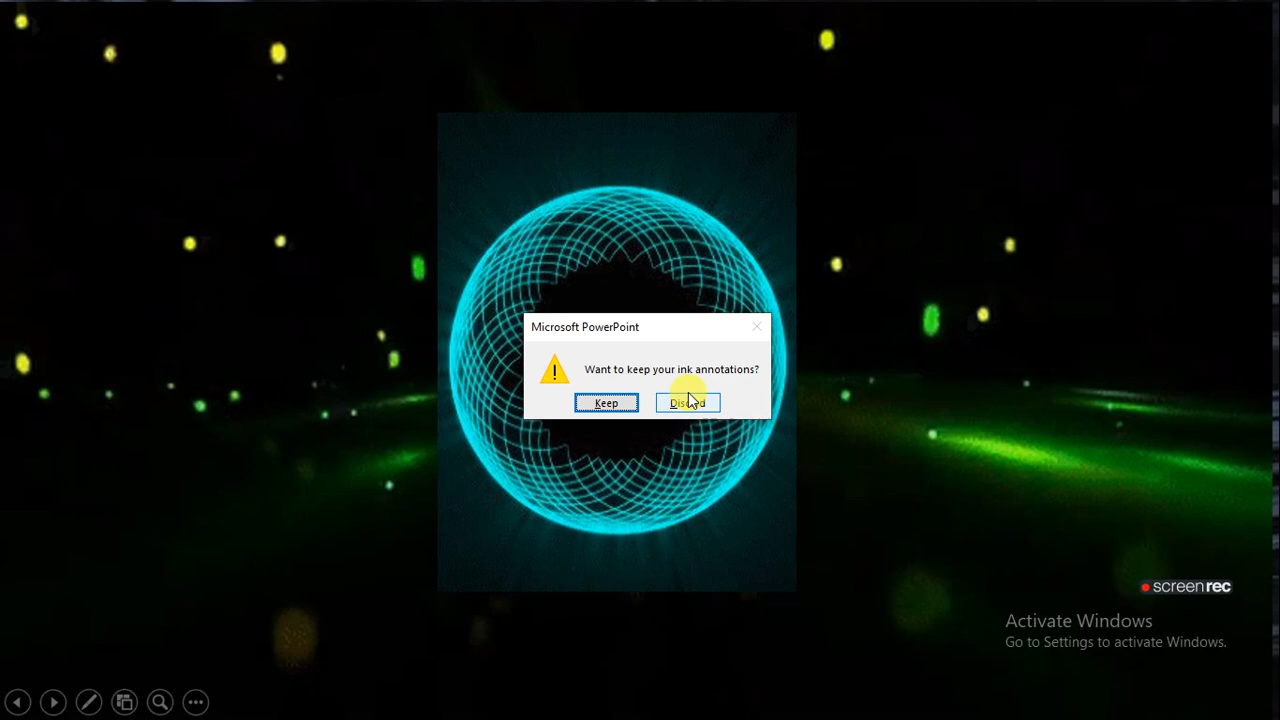 Microsoft PowerPoint
Want to keep your ink annotations?
Keep
screenrec
Activate Windows
Go to Settings to activate Windows.